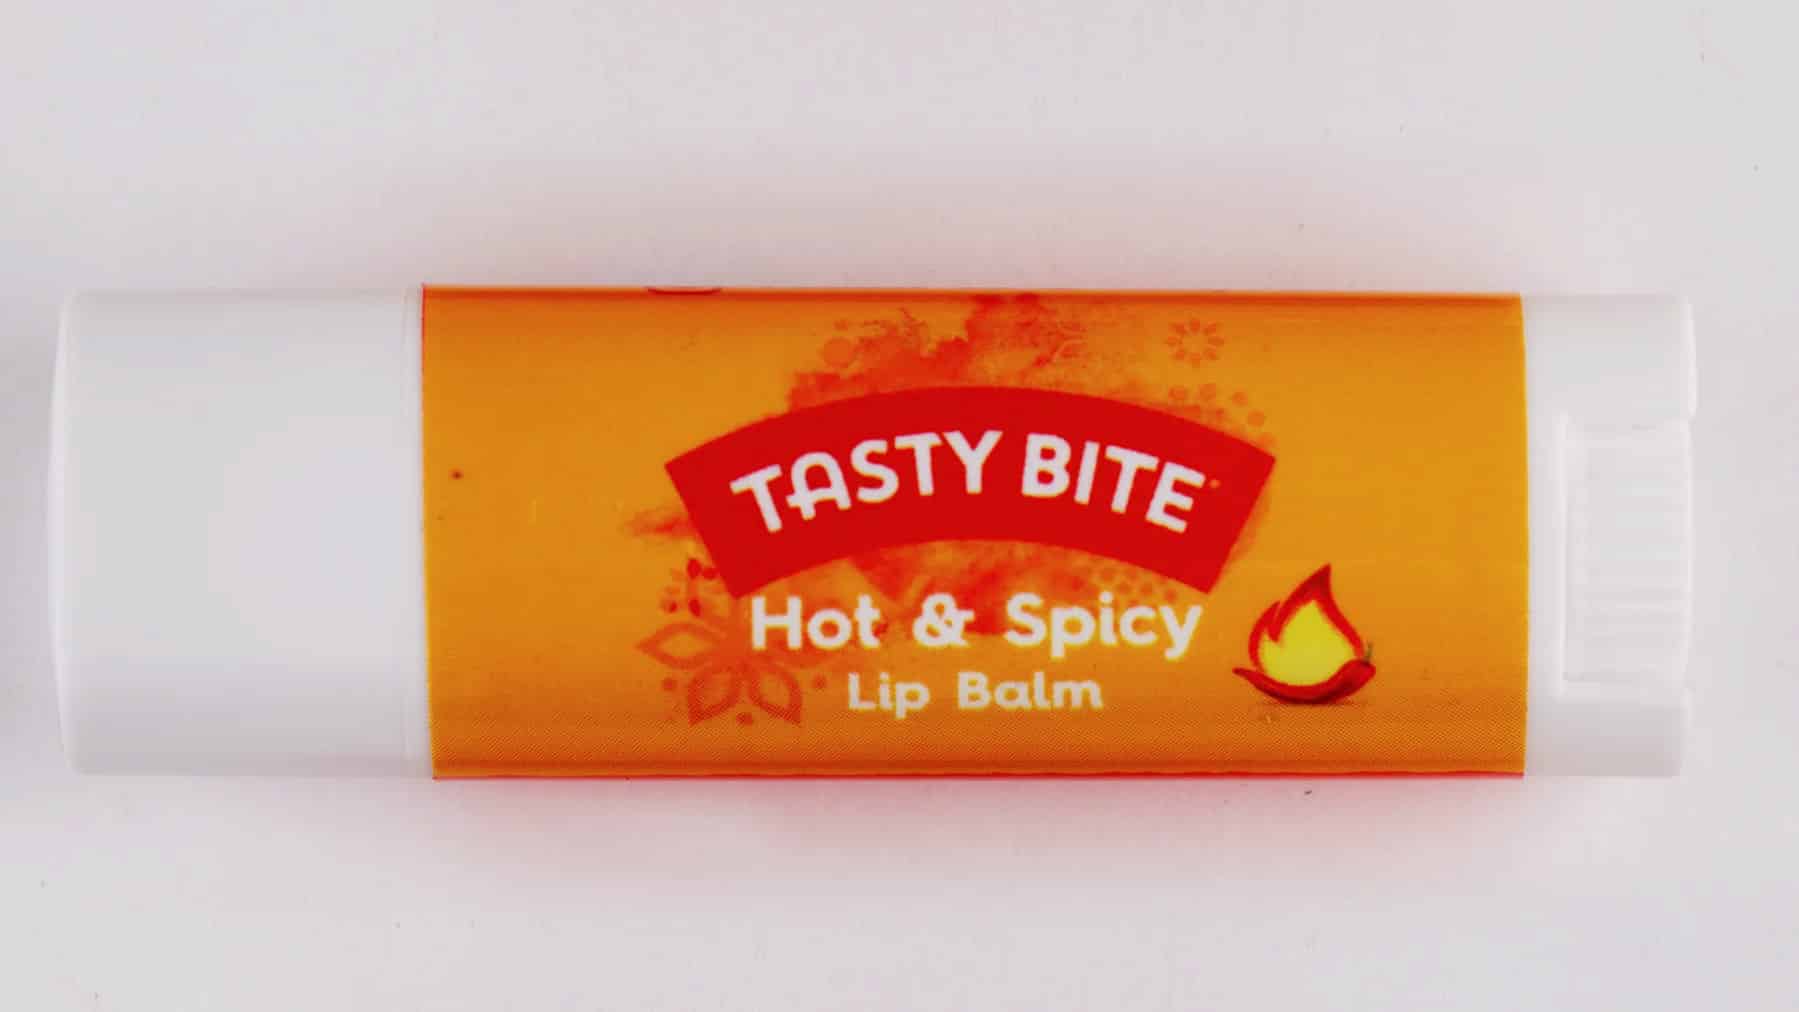 TASTY BITE
Hot & Spicy
Lip Balm